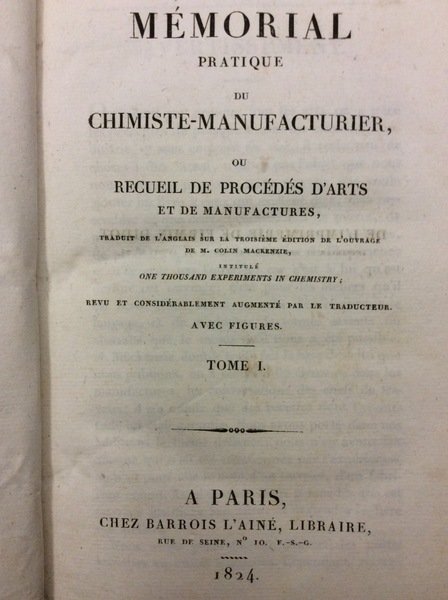 MÉMORIAL
PRATIQUE
DU
CHIMISTE-MANUFACTURIER,
OU
RECUEIL DE PROCÉDÉS D'ARTS
ET DE MANUFACTURES,
TRADUIT DE L'ANGLAIS SUR LA TROISIÈME ÉDITION DE L'OUVRAGE
DE M. COLIN MACKENZIE,
INTITULÉ
ONE THOUSAND EXPERIMENTS IN CHEMISTRY;
REVU ET CONSIDÉRABLEMENT AUGMENTÉ PAR LE TRADUCTEUR.
AVEC FIGURES.
TOME I.
A PARIS,
CHEZ BARROIS L'AINÉ, LIBRAIRE,
RUE DE SEINE, Nº 10. F.-S.-G.
1824.